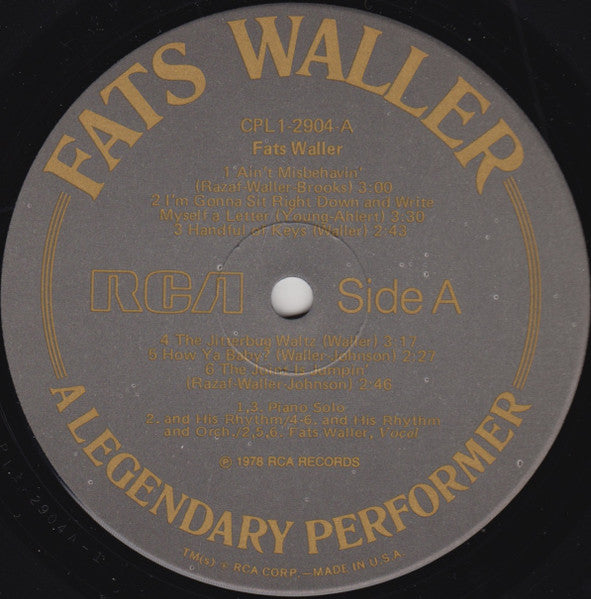 FATS WALLER
CPL1-2904-A
Fats Waller
1 Ain't Misbehavin'
(Razaf-Waller-Brooks) 3:00
2 I'm Gonna Sit Right Down and Write
Myself a Letter (Young-Ahlert) 3:30
3 Handful of Keys (Waller) 2:43
RCA Side A
4 The Jitterbug Waltz (Waller) 3:17
5 How Ya Baby? (Waller-Johnson) 2:27
6 The Joint Is Jumpin'
(Razaf-Waller-Johnson) 2:46
1,3, Piano Solo
2, and His Rhythm/4-6, and His Rhythm
and Orch./2,5,6, Fats Waller, Vocal
℗ 1978 RCA RECORDS
A LEGENDARY PERFORMER
TM(s) ® RCA CORP.—MADE IN U.S.A.